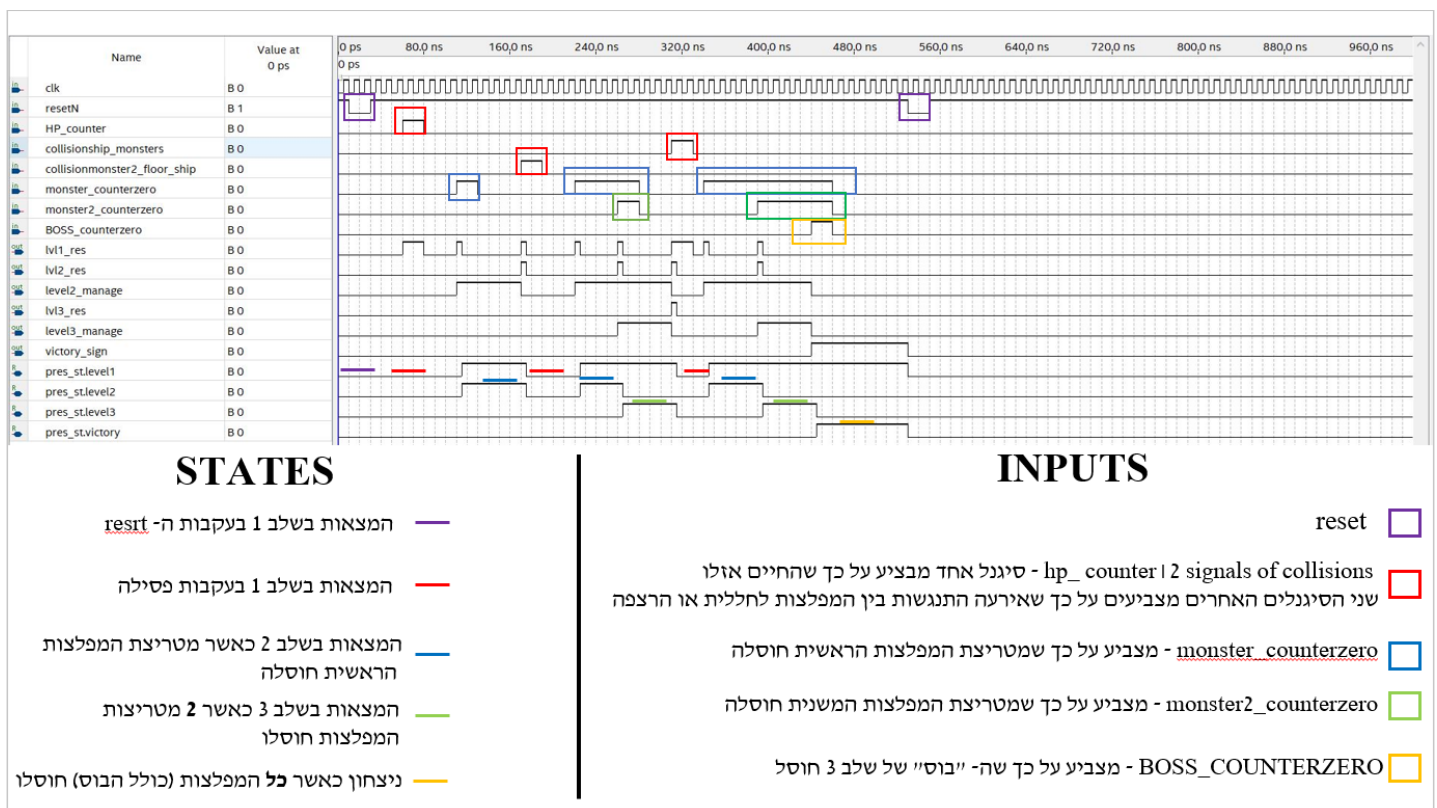 Name
Value at
0 ps
0 ps 80,0 ns 160,0 ns 240,0 ns 320,0 ns 400,0 ns 480,0 ns 560,0 ns 640,0 ns 720,0 ns 800,0 ns 880,0 ns 960,0 ns
0 ps
clk B 0
resetN B 1
HP_counter B 0
collisionship_monsters B 0
collisionmonster2_floor_ship B 0
monster_counterzero B 0
monster2_counterzero B 0
BOSS_counterzero B 0
lvl1_res B 0
lvl2_res B 0
level2_manage B 0
lvl3_res B 0
level3_manage B 0
victory_sign B 0
pres_st.level1 B 0
pres_st.level2 B 0
pres_st.level3 B 0
pres_st.victory B 0
STATES
המצאות בשלב 1 בעקבות ה- resrt
המצאות בשלב 1 בעקבות פסילה
המצאות בשלב 2 כאשר מטריצת המפלצות
הראשית חוסלה
המצאות בשלב 3 כאשר 2 מטריצות
המפלצות חוסלו
ניצחון כאשר כל המפלצות (כולל הבוס) חוסלו
INPUTS
reset
hp_ counter ו 2 signals of collisions - סיגנל אחד מבציע על כך שהחיים אזלו
שני הסיגנלים האחרים מצביעים על כך שאירעה התנגשות בין המפלצות לחללית או הרצפה
monster_counterzero - מצביע על כך שמטריצת המפלצות הראשית חוסלה
monster2_counterzero - מצביע על כך שמטריצת המפלצות המשנית חוסלה
BOSS_COUNTERZERO - מצביע על כך שה- ״בוס״ של שלב 3 חוסל